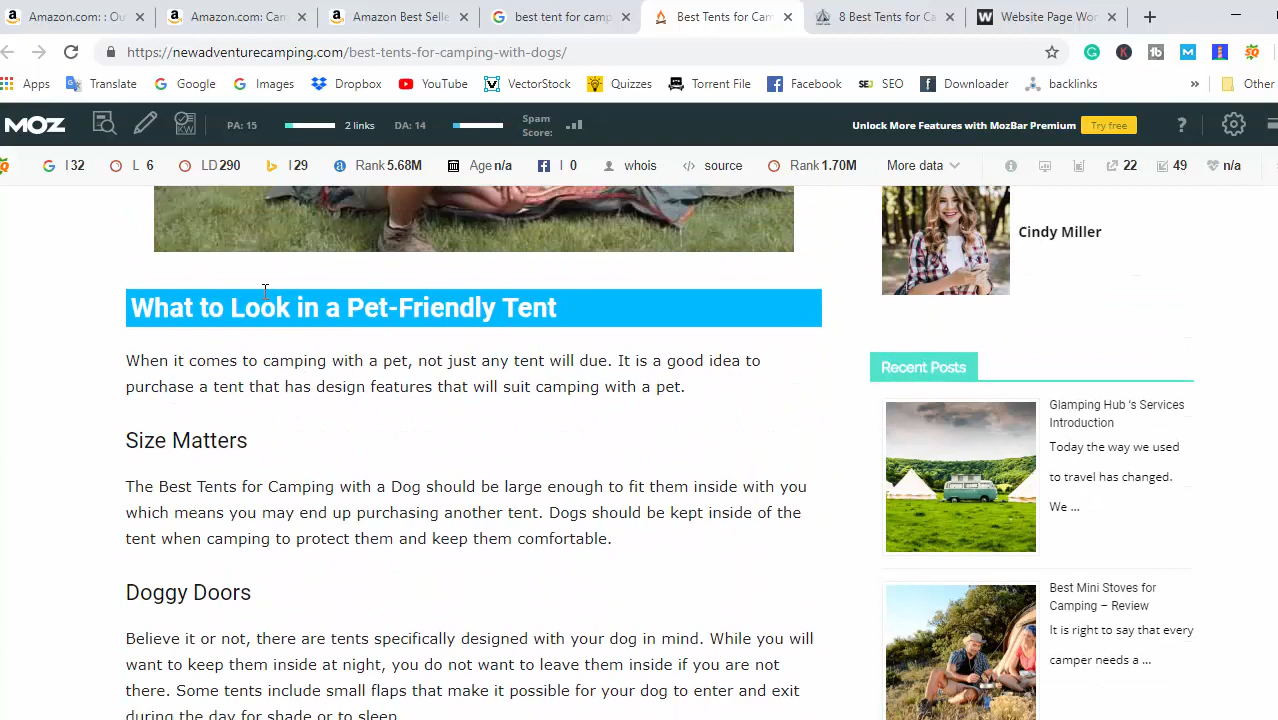 Amazon.com: : Ou
Amazon.com: Cam
Amazon Best Selle
best tent for camp
Best Tents for Cam
8 Best Tents for Ca
Website Page Wor
https://newadventurecamping.com/best-tents-for-camping-with-dogs/
Apps
Translate
Google
Images
Dropbox
YouTube
VectorStock
Quizzes
Torrent File
Facebook
SEO
Downloader
backlinks
»
Other
MOZ
PA: 15
2 links
DA: 14
Spam
Score:
Unlock More Features with MozBar Premium
Try free
?
I 32
L 6
LD 290
I 29
Rank 5.68M
Age n/a
I 0
whois
source
Rank 1.70M
More data
22
49
n/a
Cindy Miller
What to Look in a Pet-Friendly Tent
When it comes to camping with a pet, not just any tent will due. It is a good idea to
purchase a tent that has design features that will suit camping with a pet.
Size Matters
The Best Tents for Camping with a Dog should be large enough to fit them inside with you
which means you may end up purchasing another tent. Dogs should be kept inside of the
tent when camping to protect them and keep them comfortable.
Doggy Doors
Believe it or not, there are tents specifically designed with your dog in mind. While you will
want to keep them inside at night, you do not want to leave them inside if you are not
there. Some tents include small flaps that make it possible for your dog to enter and exit
during the day for shade or to sleep.
Recent Posts
Glamping Hub 's Services
Introduction
Today the way we used
to travel has changed.
We ...
Best Mini Stoves for
Camping – Review
It is right to say that every
camper needs a ...